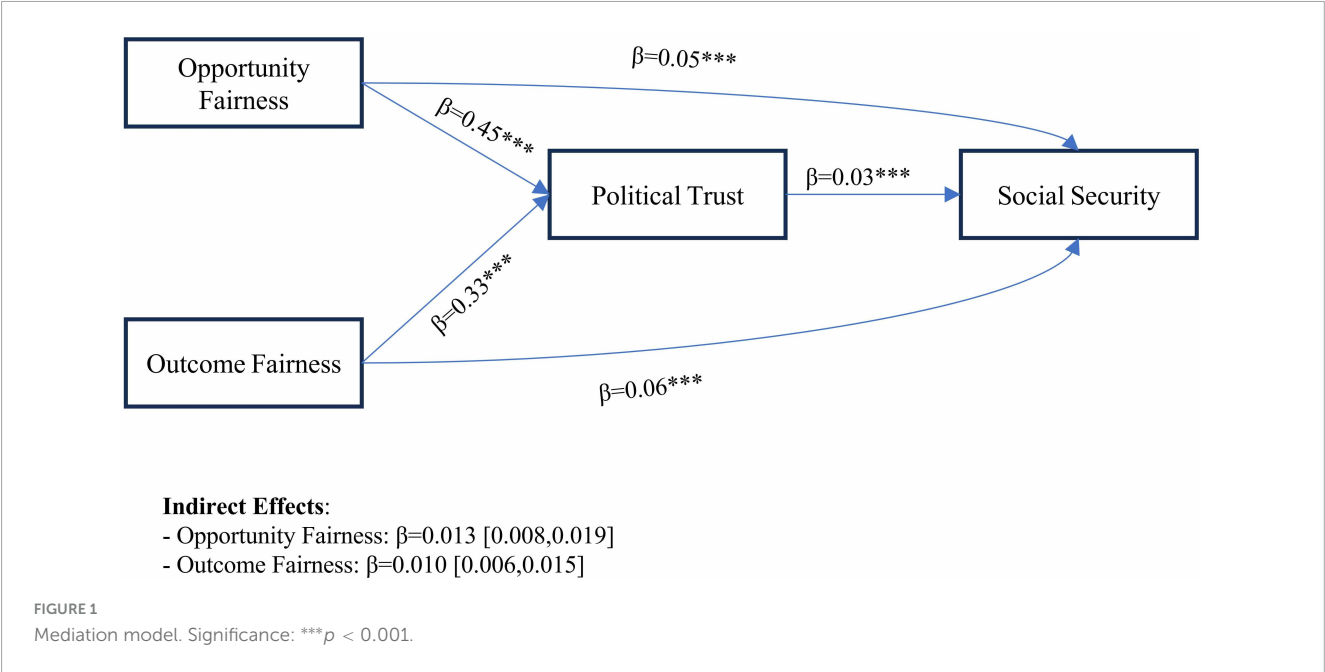 Opportunity
Fairness
β=0.05***
β=0.45***
Political Trust
β=0.03***
Social Security
β=0.33***
Outcome Fairness
β=0.06***
Indirect Effects:
- Opportunity Fairness: β=0.013 [0.008,0.019]
- Outcome Fairness: β=0.010 [0.006,0.015]
FIGURE 1
Mediation model. Significance: ***p < 0.001.